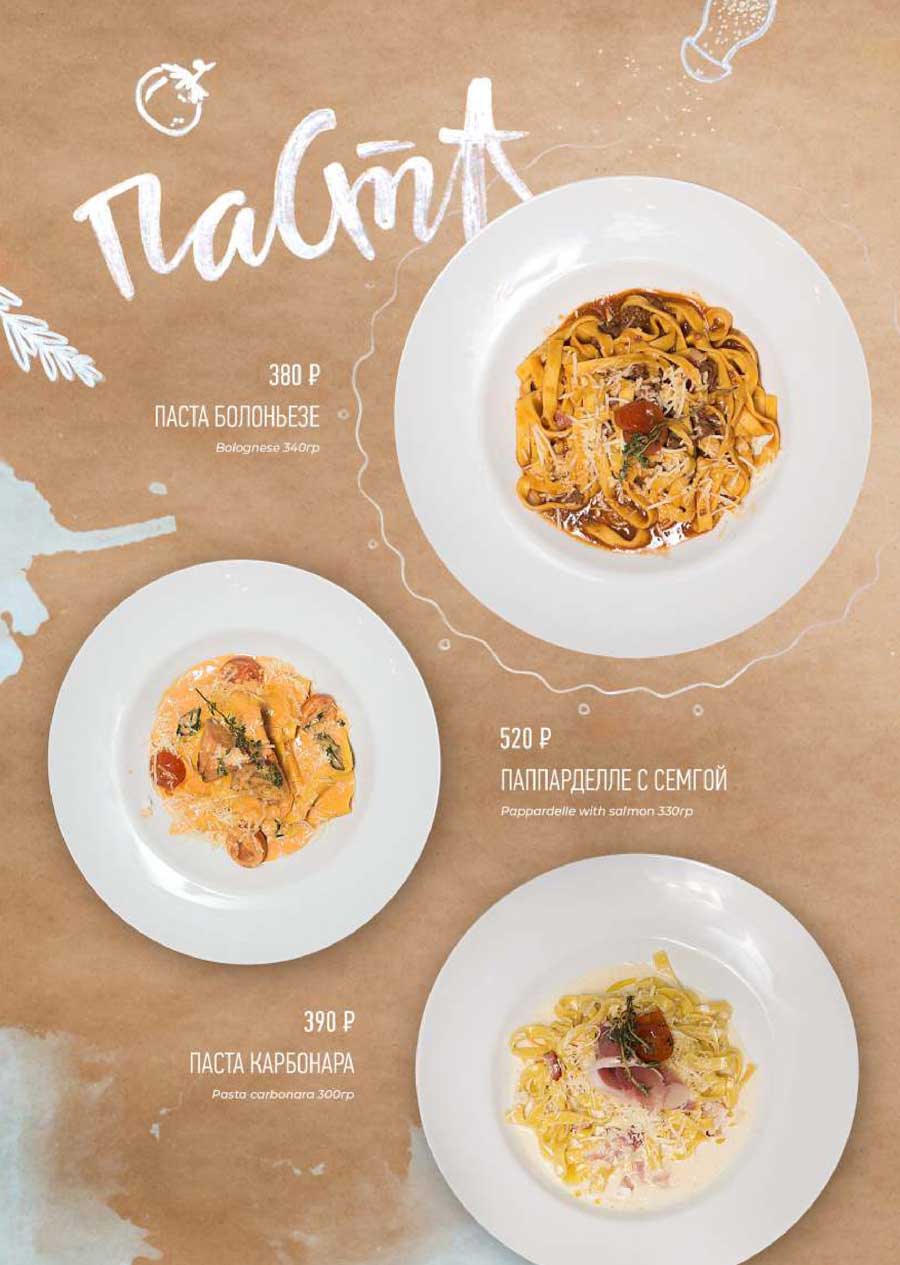 Паста
380 ₽
ПАСТА БОЛОНЬЕЗЕ
Bolognese 340гр
520 ₽
ПАППАРДЕЛЛЕ С СЕМГОЙ
Pappardelle with salmon 330гр
390 ₽
ПАСТА КАРБОНАРА
Pasta carbonara 300гр